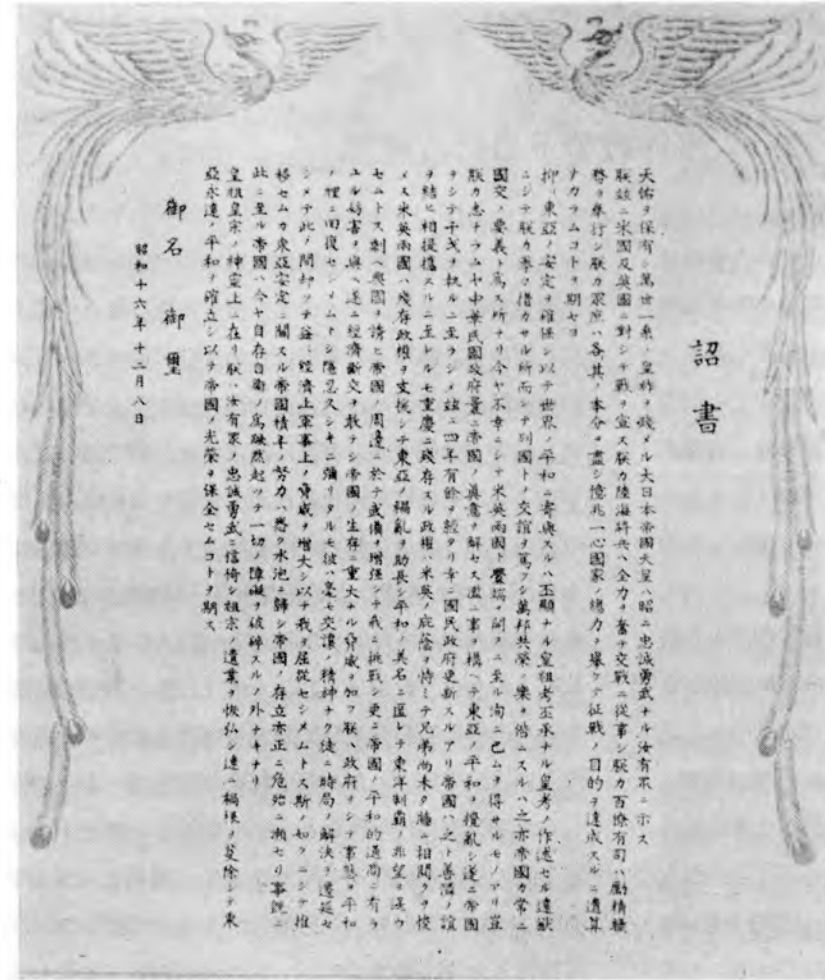 詔書
天佑ヲ保有シ萬世一系ノ皇祚ヲ踐メル大日本帝國天皇ハ昭ニ忠誠勇武ナル汝有衆ニ示ス
朕茲ニ米國及英國ニ對シテ戰ヲ宣ス朕カ陸海將兵ハ全力ヲ奮テ交戰ニ從事シ朕カ百僚有司ハ勵精職
務ヲ奉行シ朕カ衆庶ハ各其ノ本分ヲ盡シ億兆一心國家ノ總力ヲ擧ケテ征戰ノ目的ヲ達成スルニ遺算
ナカラムコトヲ期セヨ
抑〻東亞ノ安定ヲ確保シ以テ世界ノ平和ニ寄與スルハ丕顯ナル皇祖考丕承ナル皇考ノ作述セル遠猷
ニシテ朕カ拳〻措カサル所而シテ列國トノ交誼ヲ篤クシ萬邦共榮ノ樂ヲ偕ニスルハ之亦帝國カ常ニ
國交ノ要義ト爲ス所ナリ今ヤ不幸ニシテ米英兩國ト釁端ヲ開クニ至ル洵ニ已ムヲ得サルモノアリ豈
朕カ志ナラムヤ中華民國政府曩ニ帝國ノ眞意ヲ解セス濫ニ事ヲ構ヘテ東亞ノ平和ヲ攪亂シ遂ニ帝國
ヲシテ干戈ヲ執ルニ至ラシメ茲ニ四年有餘ヲ經タリ幸ニ國民政府更新スルアリ帝國ハ之ト善隣ノ誼
ヲ結ヒ相提攜スルニ至レルモ重慶ニ殘存スル政權ハ米英ノ庇蔭ヲ恃ミテ兄弟尚未タ牆ニ相鬩クヲ悛
メス米英兩國ハ殘存政權ヲ支援シテ東亞ノ禍亂ヲ助長シ平和ノ美名ニ匿レテ東洋制覇ノ非望ヲ逞ウ
セムトス剩ヘ與國ヲ誘ヒ帝國ノ周邊ニ於テ武備ヲ增強シテ我ニ挑戰シ更ニ帝國ノ平和的通商ニ有ラ
ユル妨害ヲ與ヘ遂ニ經濟斷交ヲ敢テシ帝國ノ生存ニ重大ナル脅威ヲ加フ朕ハ政府ヲシテ事態ヲ平和
ノ裡ニ回復セシメムトシ隱忍久シキニ彌リタルモ彼ハ毫モ交讓ノ精神ナク徒ニ時局ノ解決ヲ遷延セ
シメテ此ノ間却ツテ益〻經濟上軍事上ノ脅威ヲ增大シ以テ我ヲ屈從セシメムトス斯ノ如クニシテ推
移セムカ東亞安定ニ關スル帝國積年ノ努力ハ悉ク水泡ニ歸シ帝國ノ存立亦正ニ危殆ニ瀕セリ事既ニ
此ニ至ル帝國ハ今ヤ自存自衞ノ爲蹶然起ツテ一切ノ障礙ヲ破碎スルノ外ナキナリ
皇祖皇宗ノ神靈上ニ在リ朕ハ汝有衆ノ忠誠勇武ニ信倚シ祖宗ノ遺業ヲ恢弘シ速ニ禍根ヲ芟除シテ東
亞永遠ノ平和ヲ確立シ以テ帝國ノ光榮ヲ保全セムコトヲ期ス
御名御璽
昭和十六年十二月八日